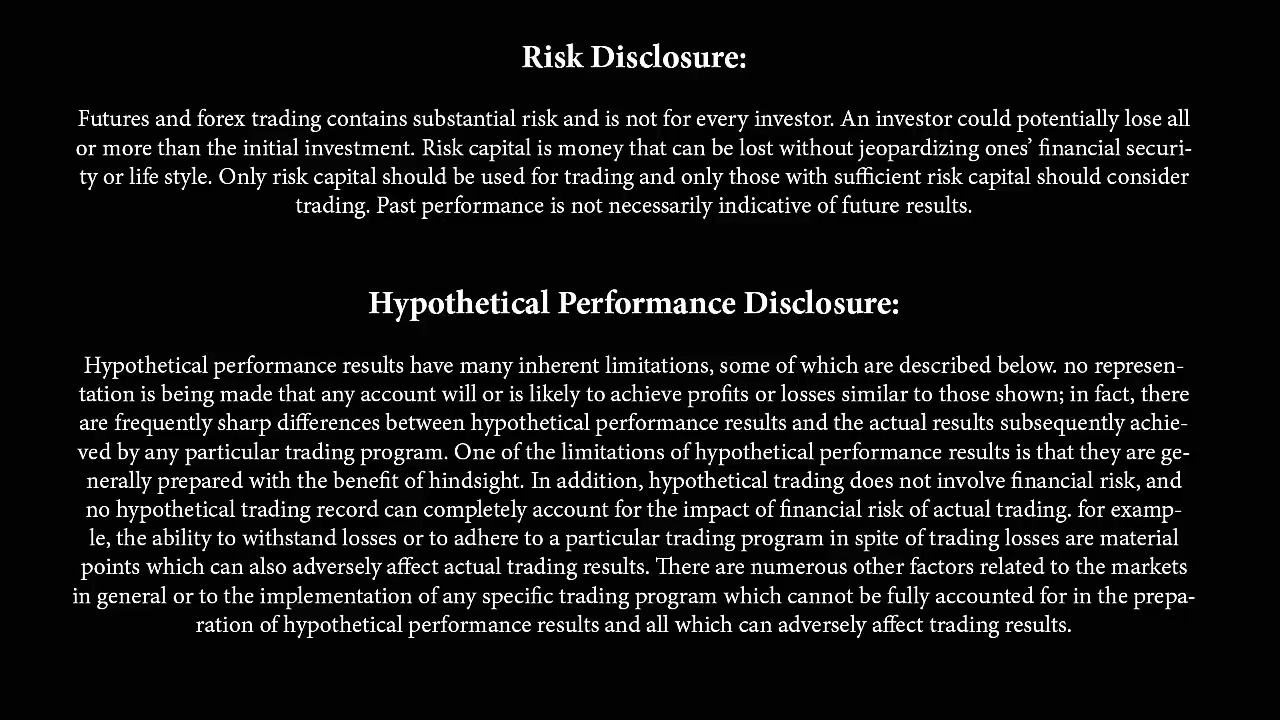 Risk Disclosure:
Futures and forex trading contains substantial risk and is not for every investor. An investor could potentially lose all
or more than the initial investment. Risk capital is money that can be lost without jeopardizing ones’ financial securi-
ty or life style. Only risk capital should be used for trading and only those with sufficient risk capital should consider
trading. Past performance is not necessarily indicative of future results.
Hypothetical Performance Disclosure:
Hypothetical performance results have many inherent limitations, some of which are described below. no represen-
tation is being made that any account will or is likely to achieve profits or losses similar to those shown; in fact, there
are frequently sharp differences between hypothetical performance results and the actual results subsequently achie-
ved by any particular trading program. One of the limitations of hypothetical performance results is that they are ge-
nerally prepared with the benefit of hindsight. In addition, hypothetical trading does not involve financial risk, and
no hypothetical trading record can completely account for the impact of financial risk of actual trading. for examp-
le, the ability to withstand losses or to adhere to a particular trading program in spite of trading losses are material
points which can also adversely affect actual trading results. There are numerous other factors related to the markets
in general or to the implementation of any specific trading program which cannot be fully accounted for in the prepa-
ration of hypothetical performance results and all which can adversely affect trading results.